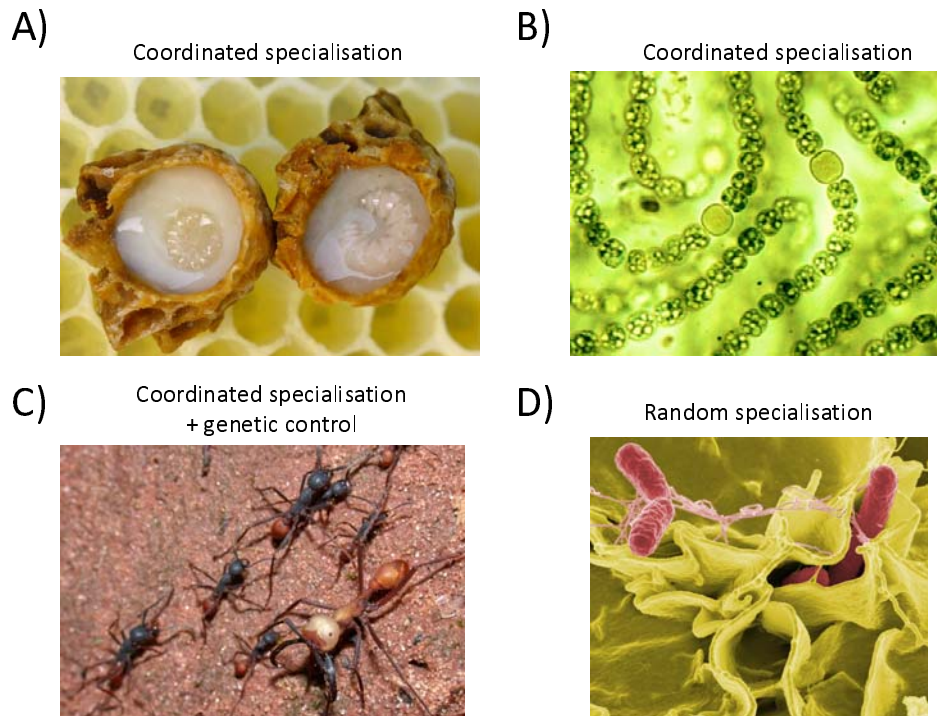 A)
Coordinated specialisation
B)
Coordinated specialisation
C)
Coordinated specialisation
+ genetic control
D)
Random specialisation